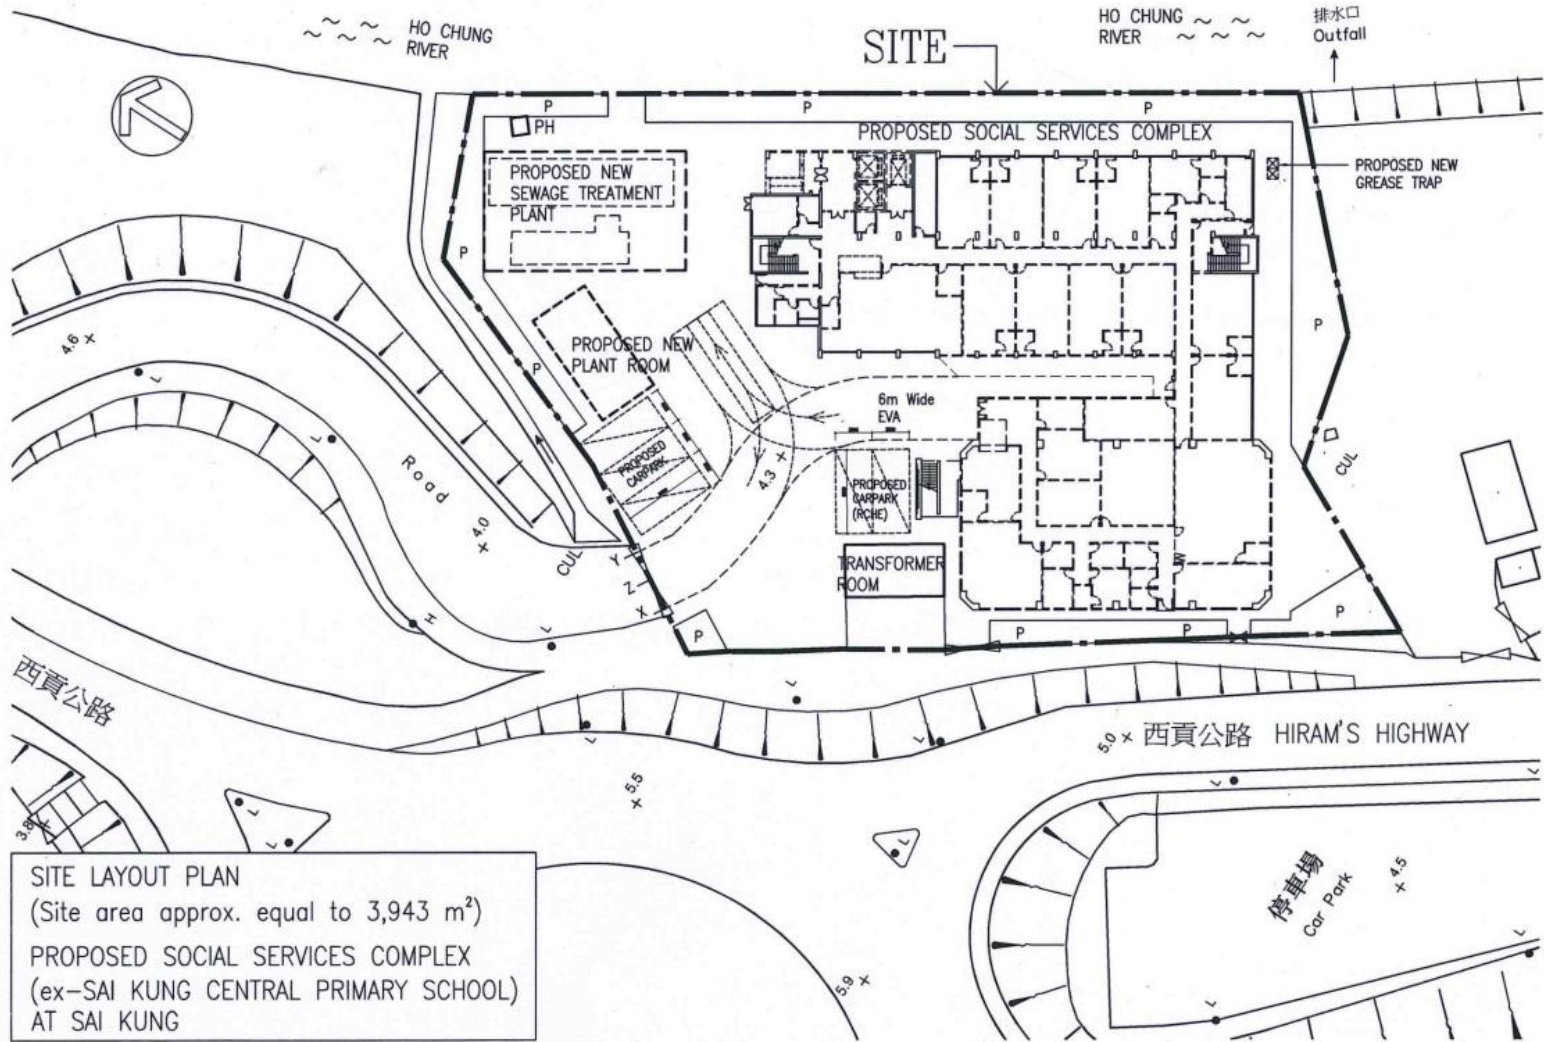 HO CHUNG
RIVER
SITE
HO CHUNG
RIVER
排水口
Outfall
P
P
P
PH
PROPOSED SOCIAL SERVICES COMPLEX
PROPOSED NEW
SEWAGE TREATMENT
PLANT
PROPOSED NEW
GREASE TRAP
P
P
4.6
PROPOSED NEW
PLANT ROOM
P
L
6m Wide
EVA
L
Road
PROPOSED
CARPARK
4.3
CUL
PROPOSED
CARPARK
(RCHE)
4.0
CUL
Y
Z
X
TRANSFORMER
ROOM
W
H
L
P
P
P
P
西貢公路
L
L
L
5.0
西貢公路 HIRAM'S HIGHWAY
5.5
L
L
L
3.8
L
L
停車場
Car Park
4.5
L
5.9
L
SITE LAYOUT PLAN
(Site area approx. equal to 3,943 m²)
PROPOSED SOCIAL SERVICES COMPLEX
(ex-SAI KUNG CENTRAL PRIMARY SCHOOL)
AT SAI KUNG